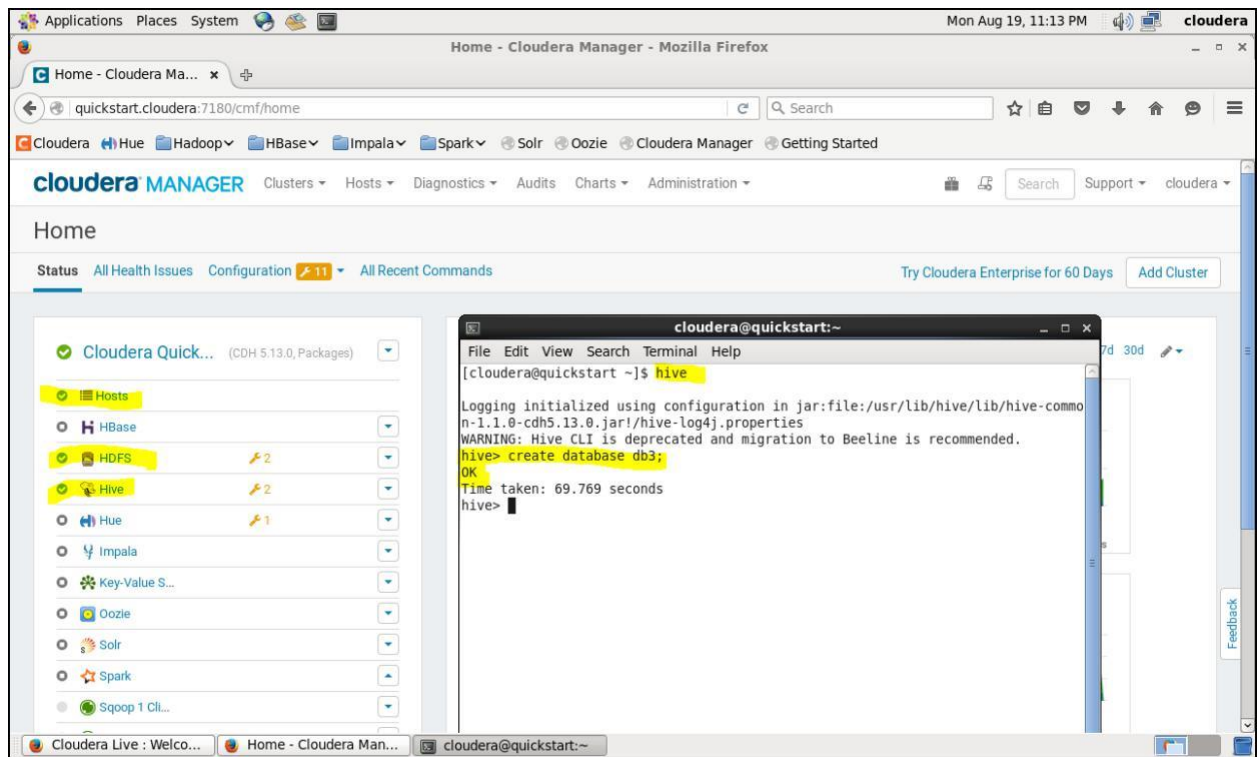 Applications Places System Mon Aug 19, 11:13 PM cloudera
Home - Cloudera Manager - Mozilla Firefox
Home - Cloudera Ma...
quickstart.cloudera:7180/cmf/home Search
Cloudera Hue Hadoop HBase Impala Spark Solr Oozie Cloudera Manager Getting Started
cloudera MANAGER Clusters Hosts Diagnostics Audits Charts Administration Search Support cloudera
Home
Status All Health Issues Configuration 11 All Recent Commands Try Cloudera Enterprise for 60 Days Add Cluster
Cloudera Quick... (CDH 5.13.0, Packages)
Hosts
HBase
HDFS 2
Hive 2
Hue 1
Impala
Key-Value S...
Oozie
Solr
Spark
Sqoop 1 Cli...
7d 30d
cloudera@quickstart:~
File Edit View Search Terminal Help
[cloudera@quickstart ~]$ hive
Logging initialized using configuration in jar:file:/usr/lib/hive/lib/hive-commo
n-1.1.0-cdh5.13.0.jar!/hive-log4j.properties
WARNING: Hive CLI is deprecated and migration to Beeline is recommended.
hive> create database db3;
OK
Time taken: 69.769 seconds
hive>
Feedback
Cloudera Live : Welco... Home - Cloudera Man... cloudera@quickstart:~